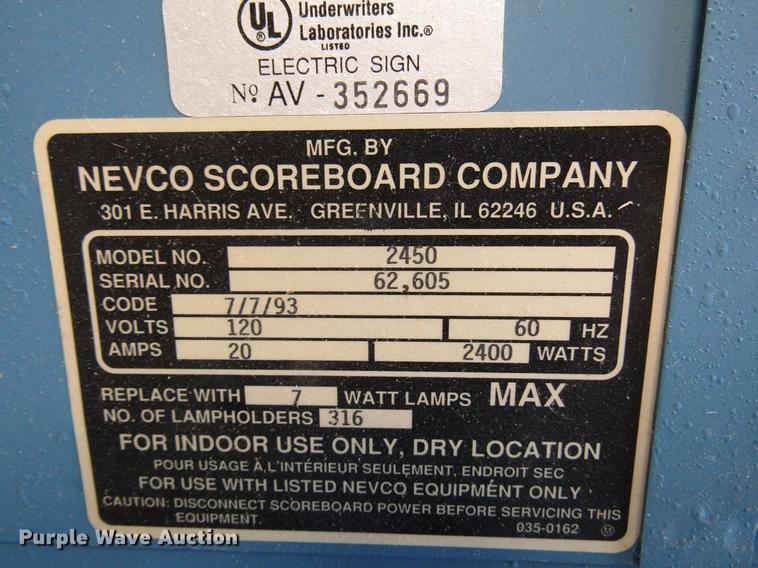 UL Underwriters
Laboratories Inc.®
LISTED
ELECTRIC SIGN
Nº AV - 352669
MFG. BY
NEVCO SCOREBOARD COMPANY
301 E. HARRIS AVE. GREENVILLE, IL 62246 U.S.A.
MODEL NO. 2450
SERIAL NO. 62,605
CODE 7/7/93
VOLTS 120 60 HZ
AMPS 20 2400 WATTS
REPLACE WITH 7 WATT LAMPS MAX
NO. OF LAMPHOLDERS 316
FOR INDOOR USE ONLY, DRY LOCATION
POUR USAGE À L'INTÉRIEUR SEULEMENT, ENDROIT SEC
FOR USE WITH LISTED NEVCO EQUIPMENT ONLY
CAUTION: DISCONNECT SCOREBOARD POWER BEFORE SERVICING THIS
EQUIPMENT. 035-0162
Purple Wave Auction